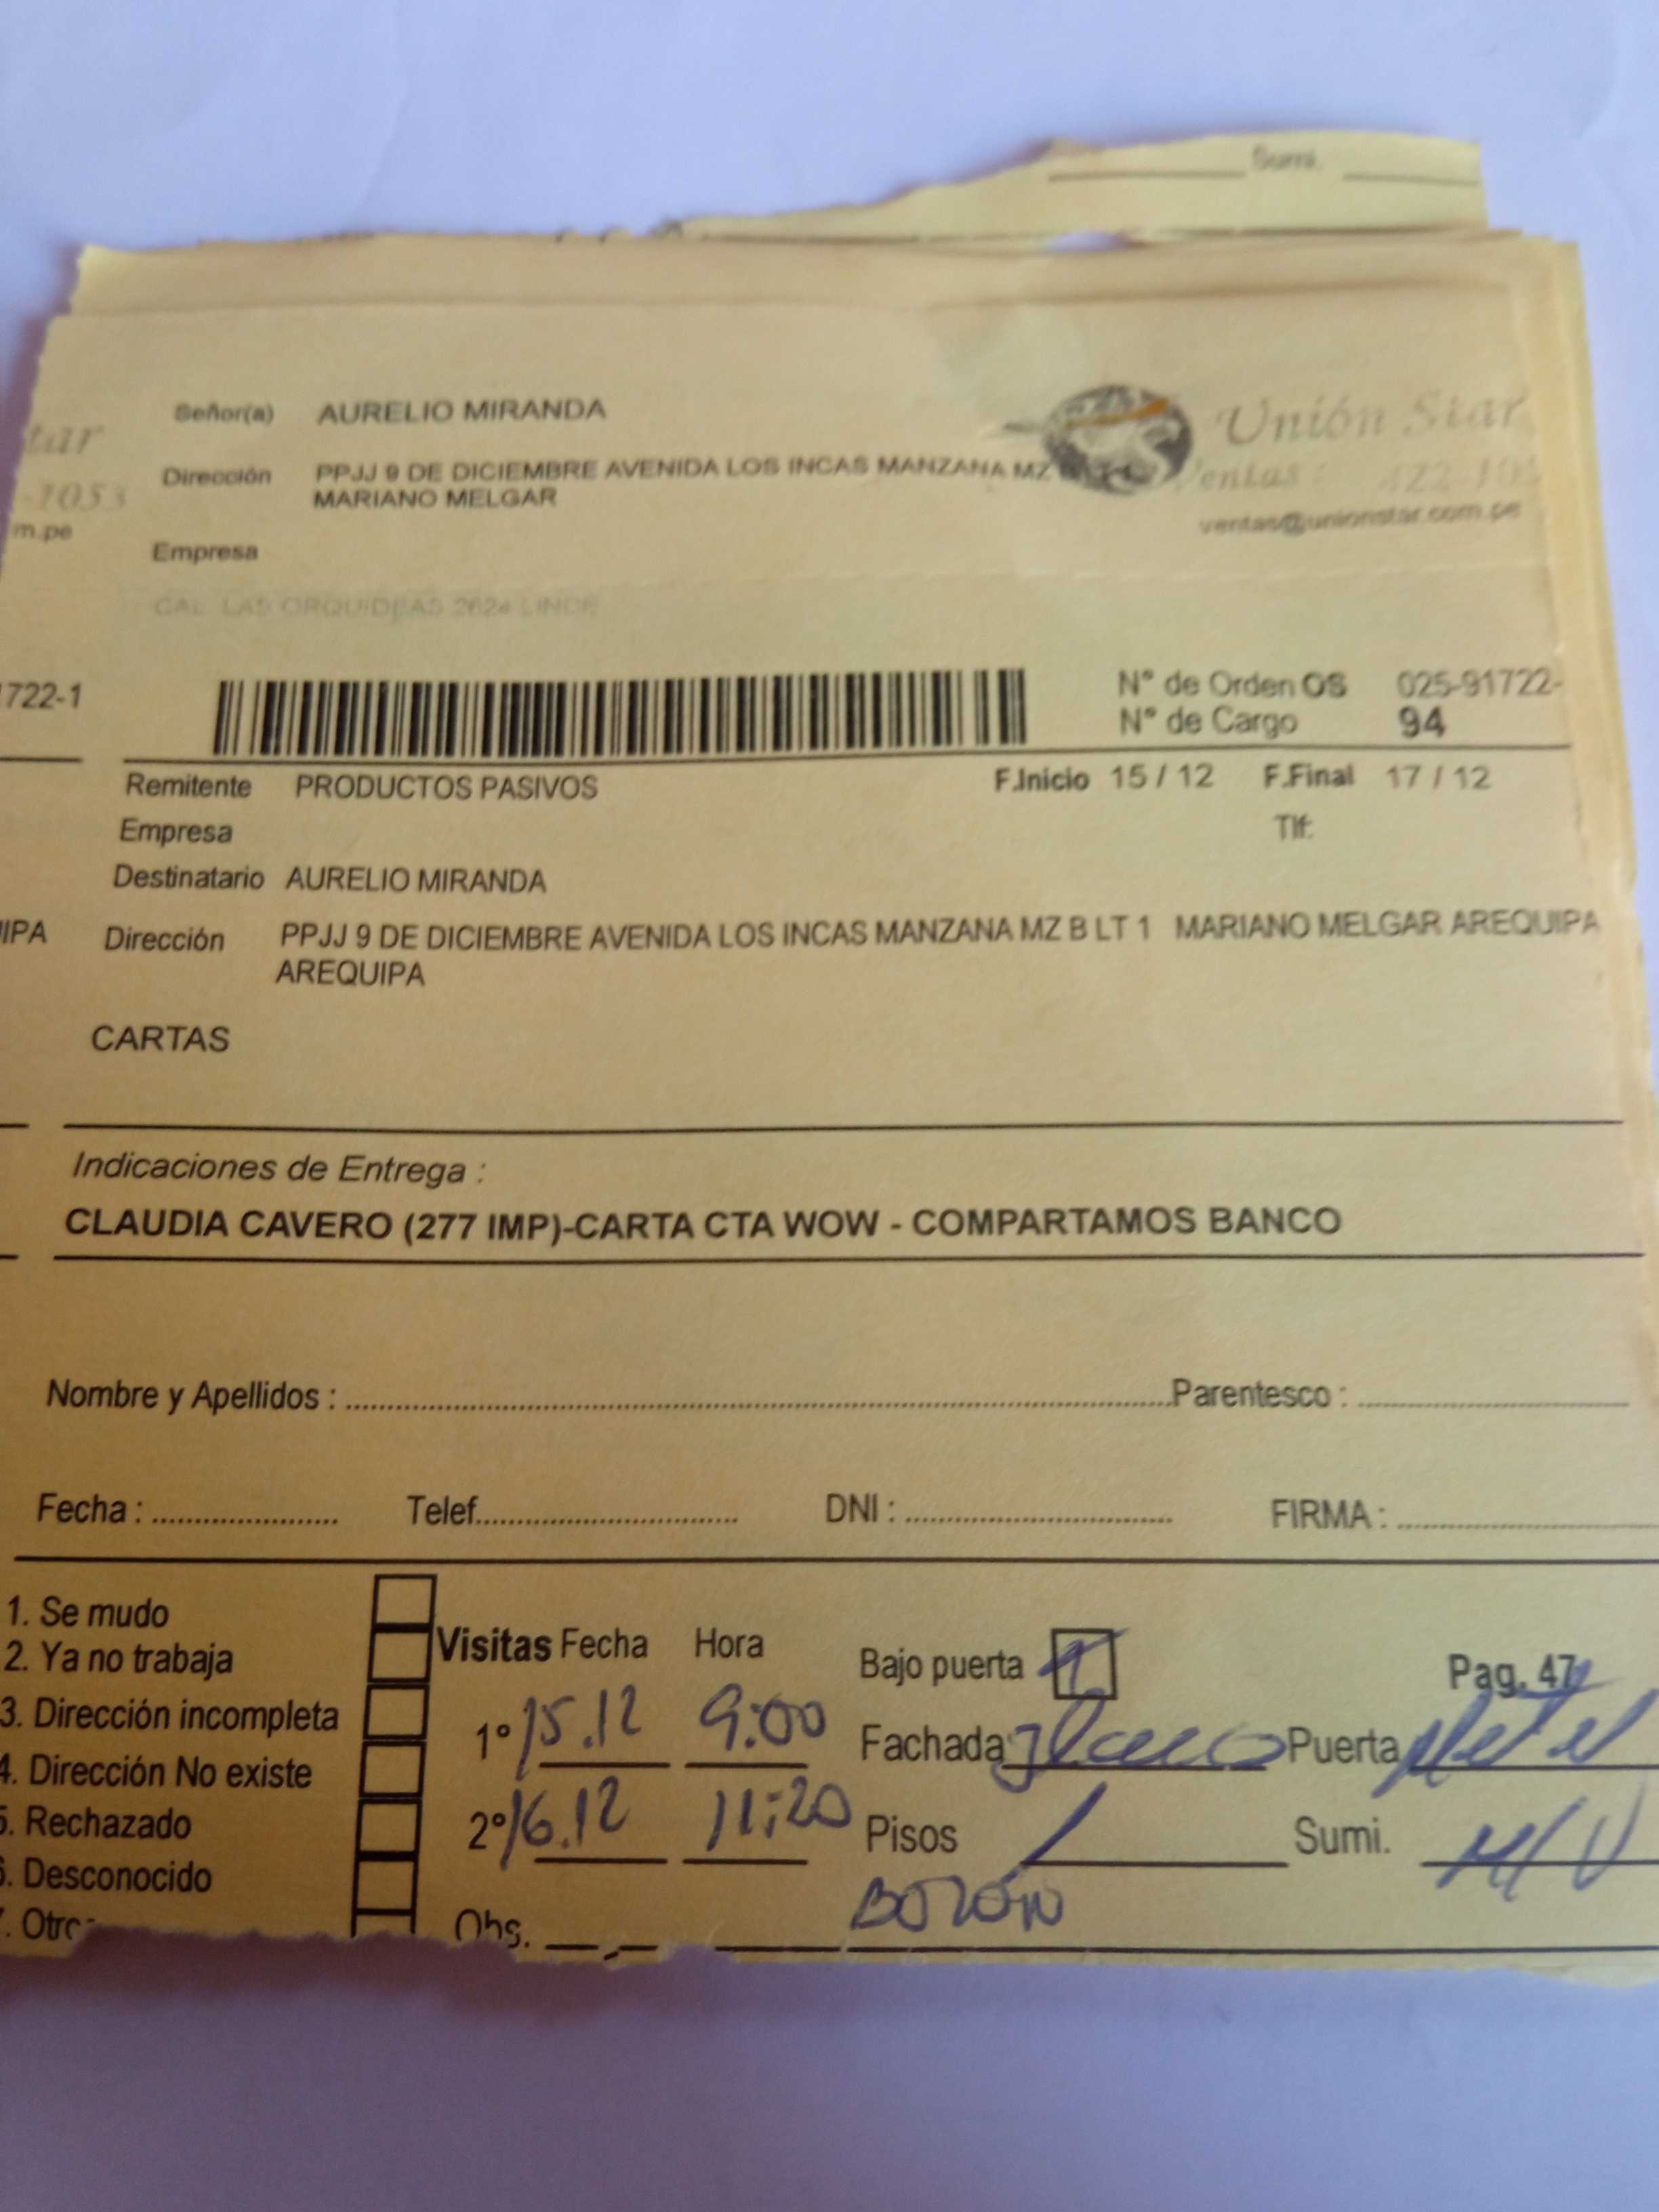 Sumi.
Señor(a) AURELIO MIRANDA
Unión Star
Dirección PPJJ 9 DE DICIEMBRE AVENIDA LOS INCAS MANZANA MZ
MARIANO MELGAR
-1053
m.pe
ventas@unionstar.com.pe
Empresa
CAL LAS ORQUIDEAS
722-1
N° de Orden OS 025-91722-
N° de Cargo 94
Remitente PRODUCTOS PASIVOS F.Inicio 15 / 12 F.Final 17 / 12
Empresa Tlf:
Destinatario AURELIO MIRANDA
IPA
Dirección PPJJ 9 DE DICIEMBRE AVENIDA LOS INCAS MANZANA MZ B LT 1 MARIANO MELGAR AREQUIPA
AREQUIPA
CARTAS
Indicaciones de Entrega :
CLAUDIA CAVERO (277 IMP)-CARTA CTA WOW - COMPARTAMOS BANCO
Nombre y Apellidos : Parentesco :
Fecha : Telef. DNI : FIRMA :
1. Se mudo
2. Ya no trabaja
3. Dirección incompleta
4. Dirección No existe
5. Rechazado
6. Desconocido
. Otro
Visitas Fecha Hora
1° 15.12 9:00
2° 16.12 11:20
Obs.
Bajo puerta 1 Pag. 47
Fachada Puerta
Pisos 1 Sumi.
BOZÓN